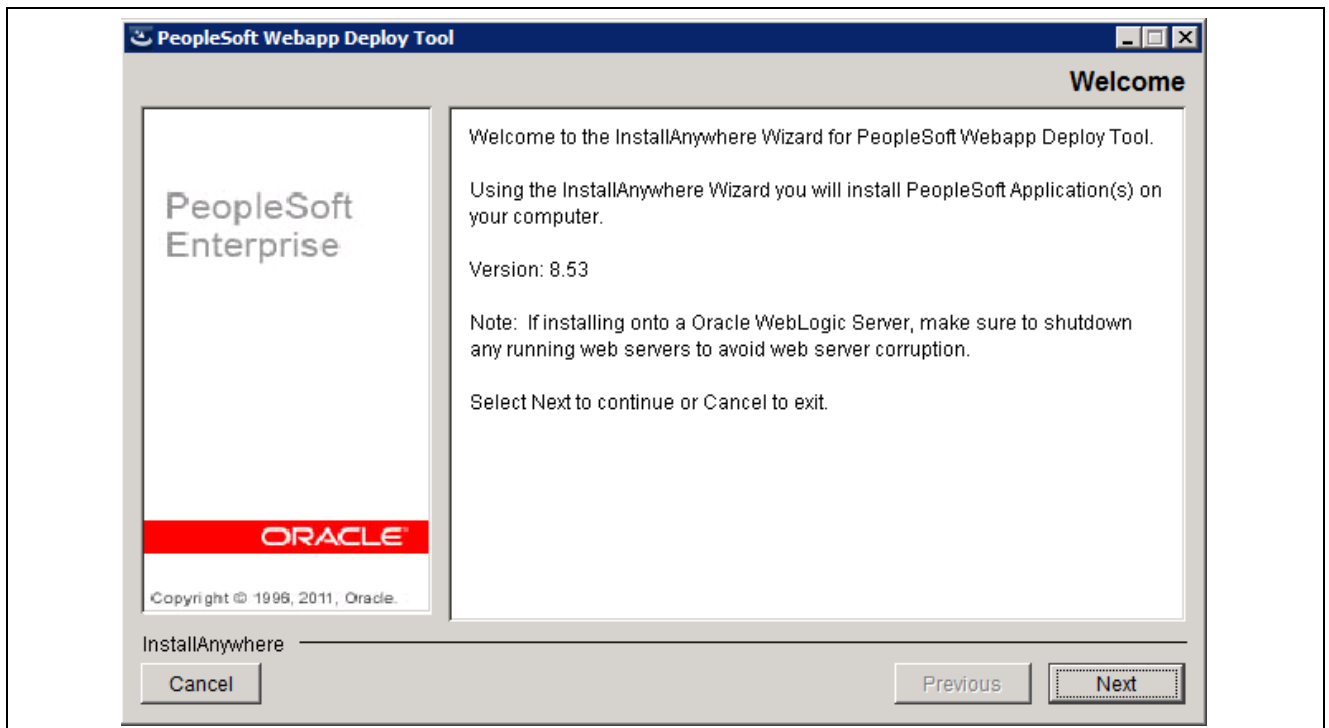 PeopleSoft Webapp Deploy Tool
Welcome
PeopleSoft
Enterprise
ORACLE
Copyright © 1996, 2011, Oracle.
Welcome to the InstallAnywhere Wizard for PeopleSoft Webapp Deploy Tool.
Using the InstallAnywhere Wizard you will install PeopleSoft Application(s) on
your computer.
Version: 8.53
Note: If installing onto a Oracle WebLogic Server, make sure to shutdown
any running web servers to avoid web server corruption.
Select Next to continue or Cancel to exit.
InstallAnywhere
Cancel
Previous
Next